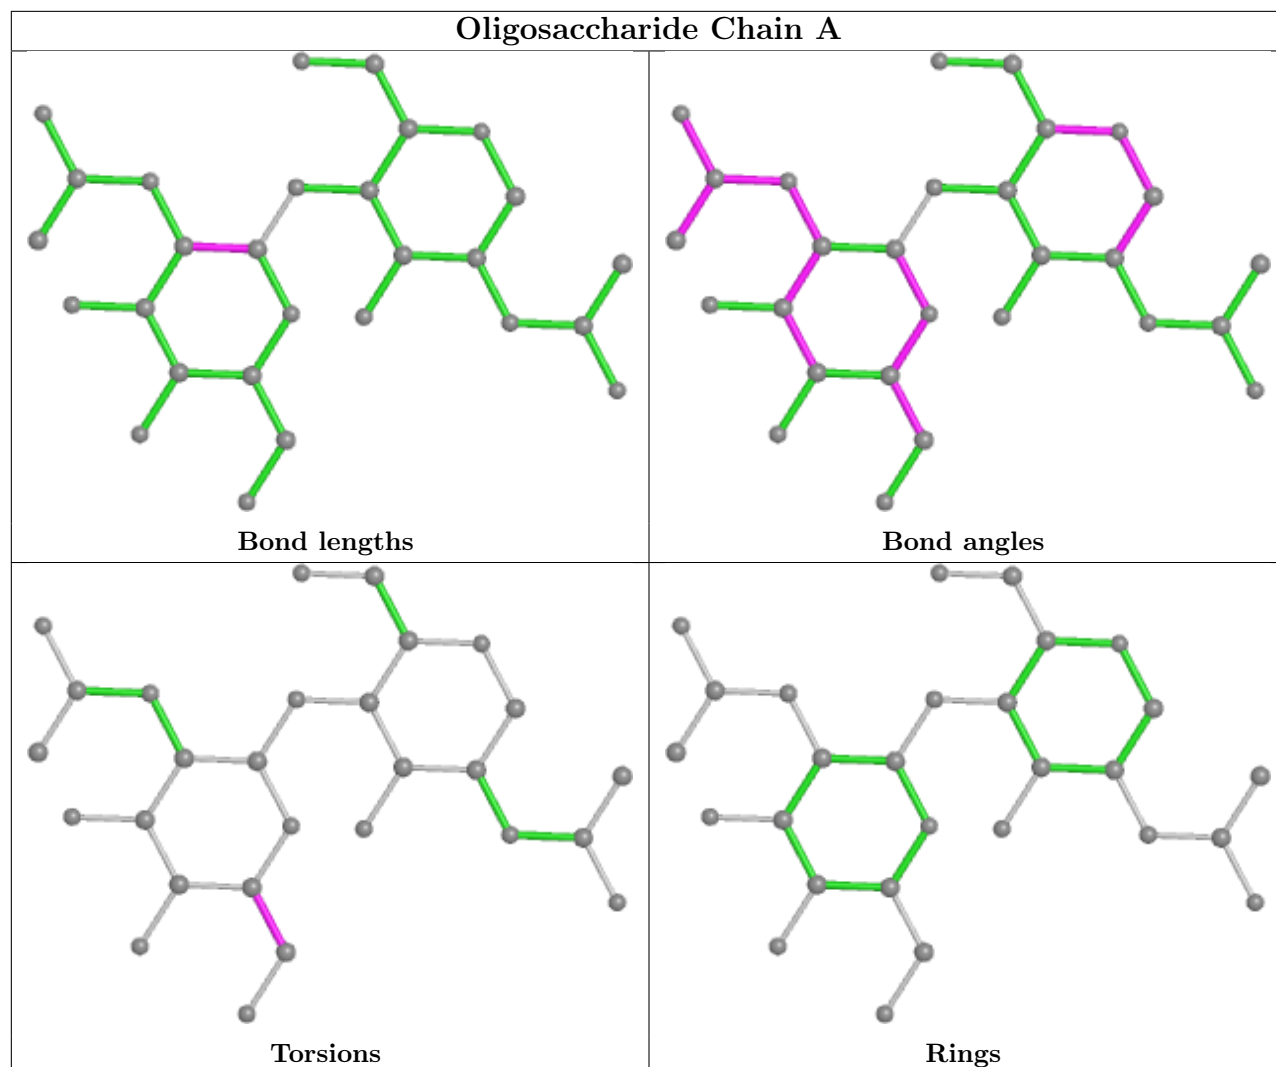 Oligosaccharide Chain A
Bond lengths
Bond angles
Torsions
Rings